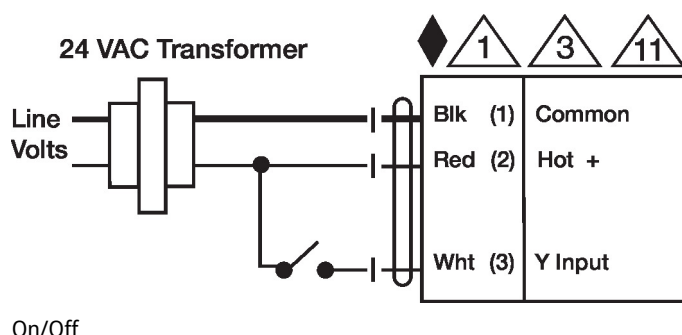 24 VAC Transformer
1 3 11
Line
Volts
Blk (1) Common
Red (2) Hot +
Wht (3) Y Input
On/Off